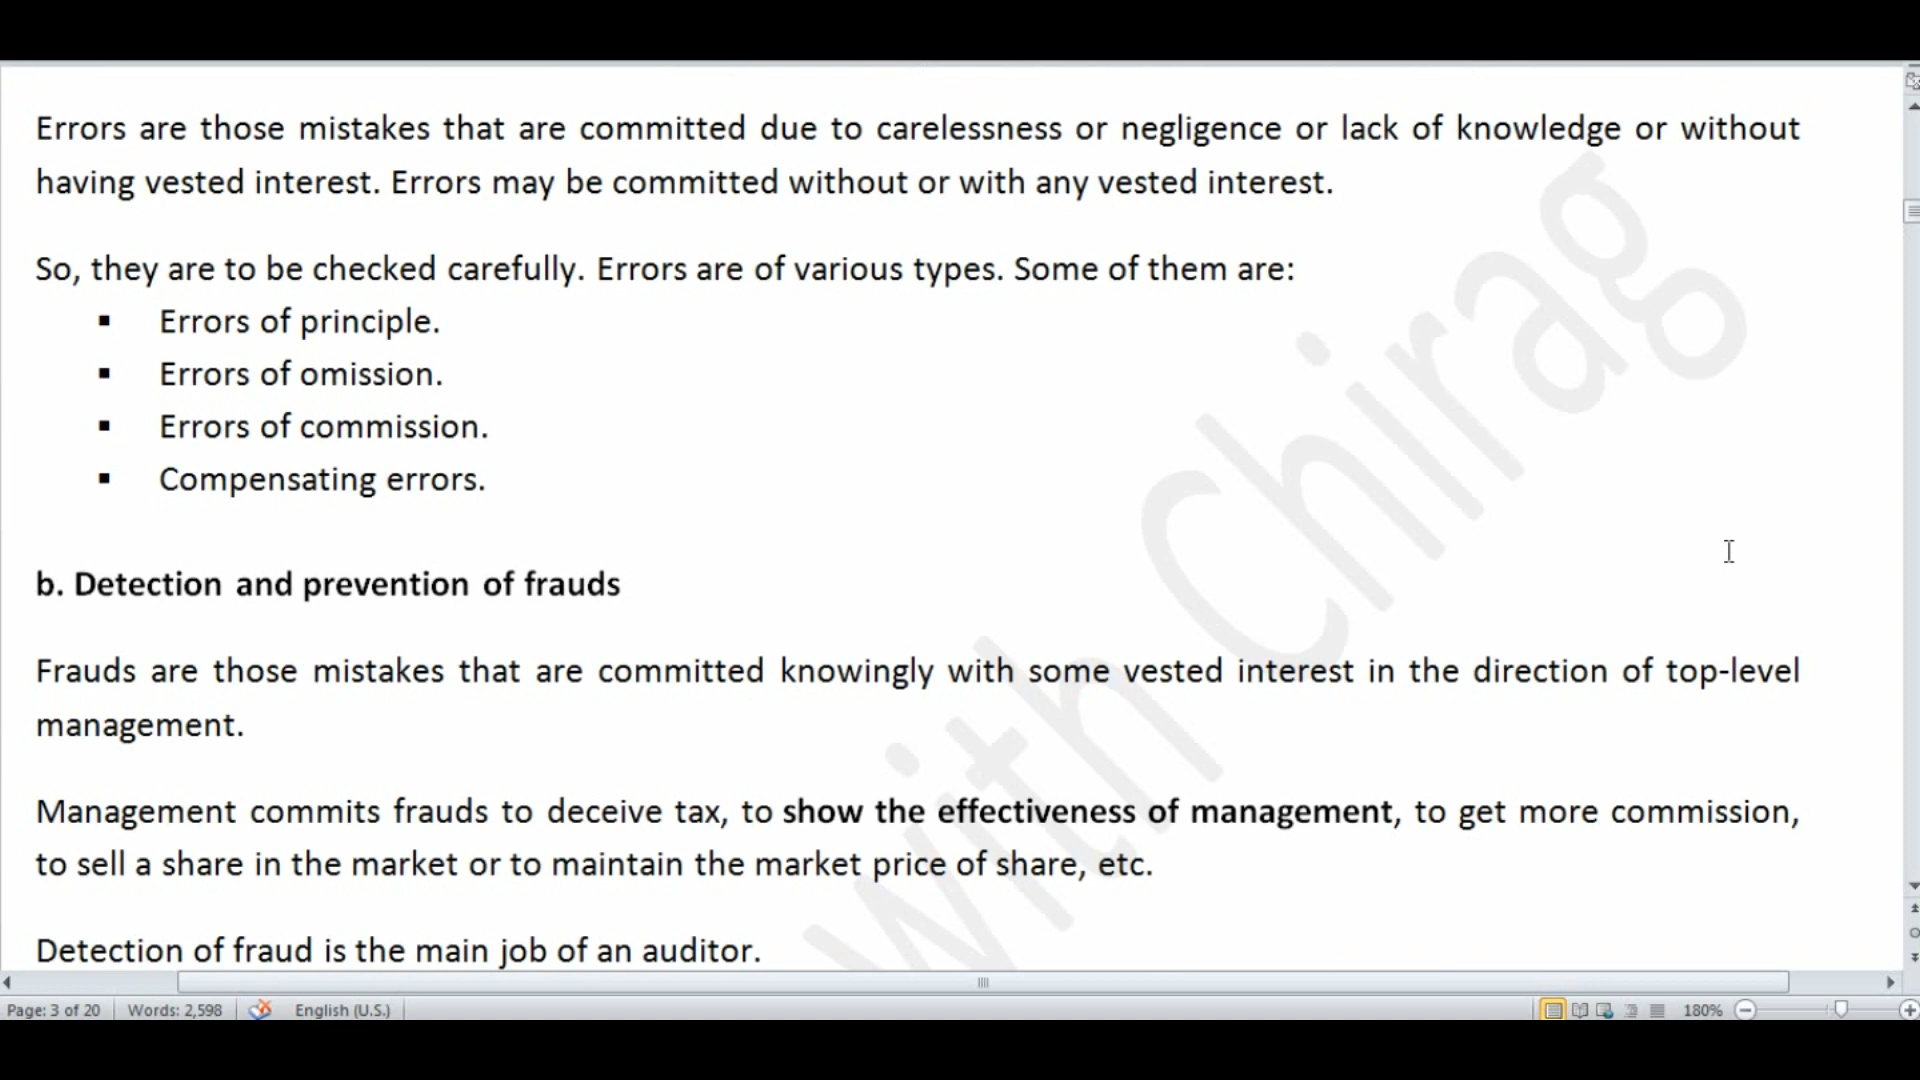 Errors are those mistakes that are committed due to carelessness or negligence or lack of knowledge or without
having vested interest. Errors may be committed without or with any vested interest.
So, they are to be checked carefully. Errors are of various types. Some of them are:
▪ Errors of principle.
▪ Errors of omission.
▪ Errors of commission.
▪ Compensating errors.
b. Detection and prevention of frauds
Frauds are those mistakes that are committed knowingly with some vested interest in the direction of top-level
management.
Management commits frauds to deceive tax, to show the effectiveness of management, to get more commission,
to sell a share in the market or to maintain the market price of share, etc.
Detection of fraud is the main job of an auditor.
with Chirag
Page: 3 of 20 Words: 2,598 English (U.S.) 180%